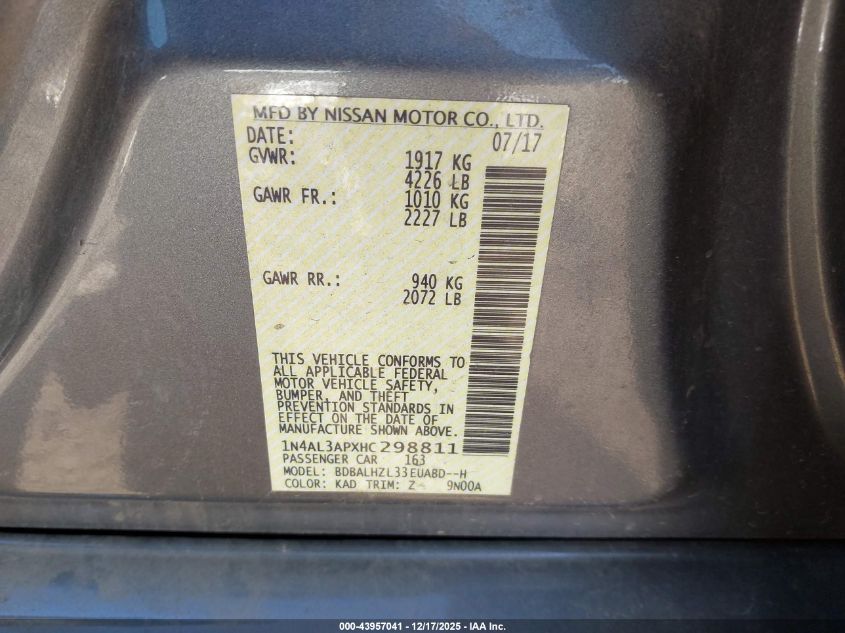 MFD BY NISSAN MOTOR CO., LTD.
DATE: 07/17
GVWR: 1917 KG
4226 LB
GAWR FR.: 1010 KG
2227 LB
GAWR RR.: 940 KG
2072 LB
THIS VEHICLE CONFORMS TO
ALL APPLICABLE FEDERAL
MOTOR VEHICLE SAFETY,
BUMPER, AND THEFT
PREVENTION STANDARDS IN
EFFECT ON THE DATE OF
MANUFACTURE SHOWN ABOVE.
1N4AL3APXHC298811
PASSENGER CAR 163
MODEL: BDBALHZL33EUABD--H
COLOR: KAD TRIM: Z 9N00A
000-43957041 – 12/17/2025 – IAA Inc.